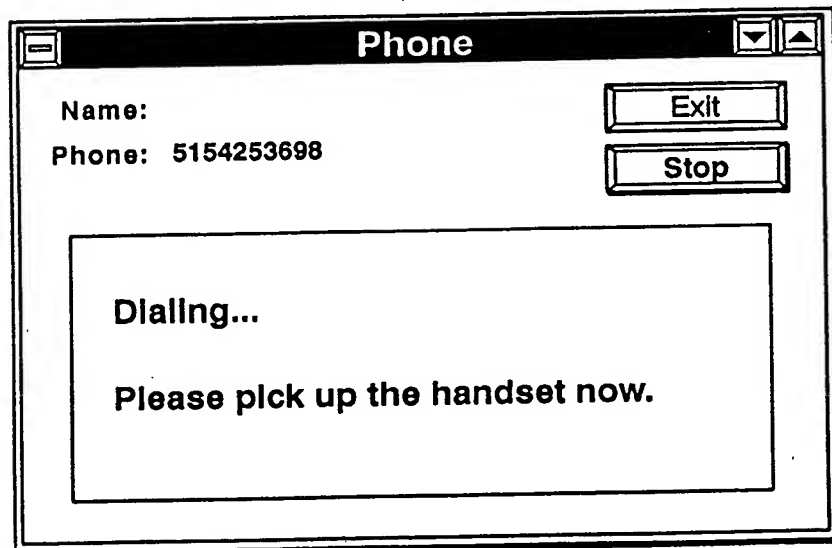 Phone
Name:
Exit
Phone: 5154253698
Stop
Dialing...
Please pick up the handset now.